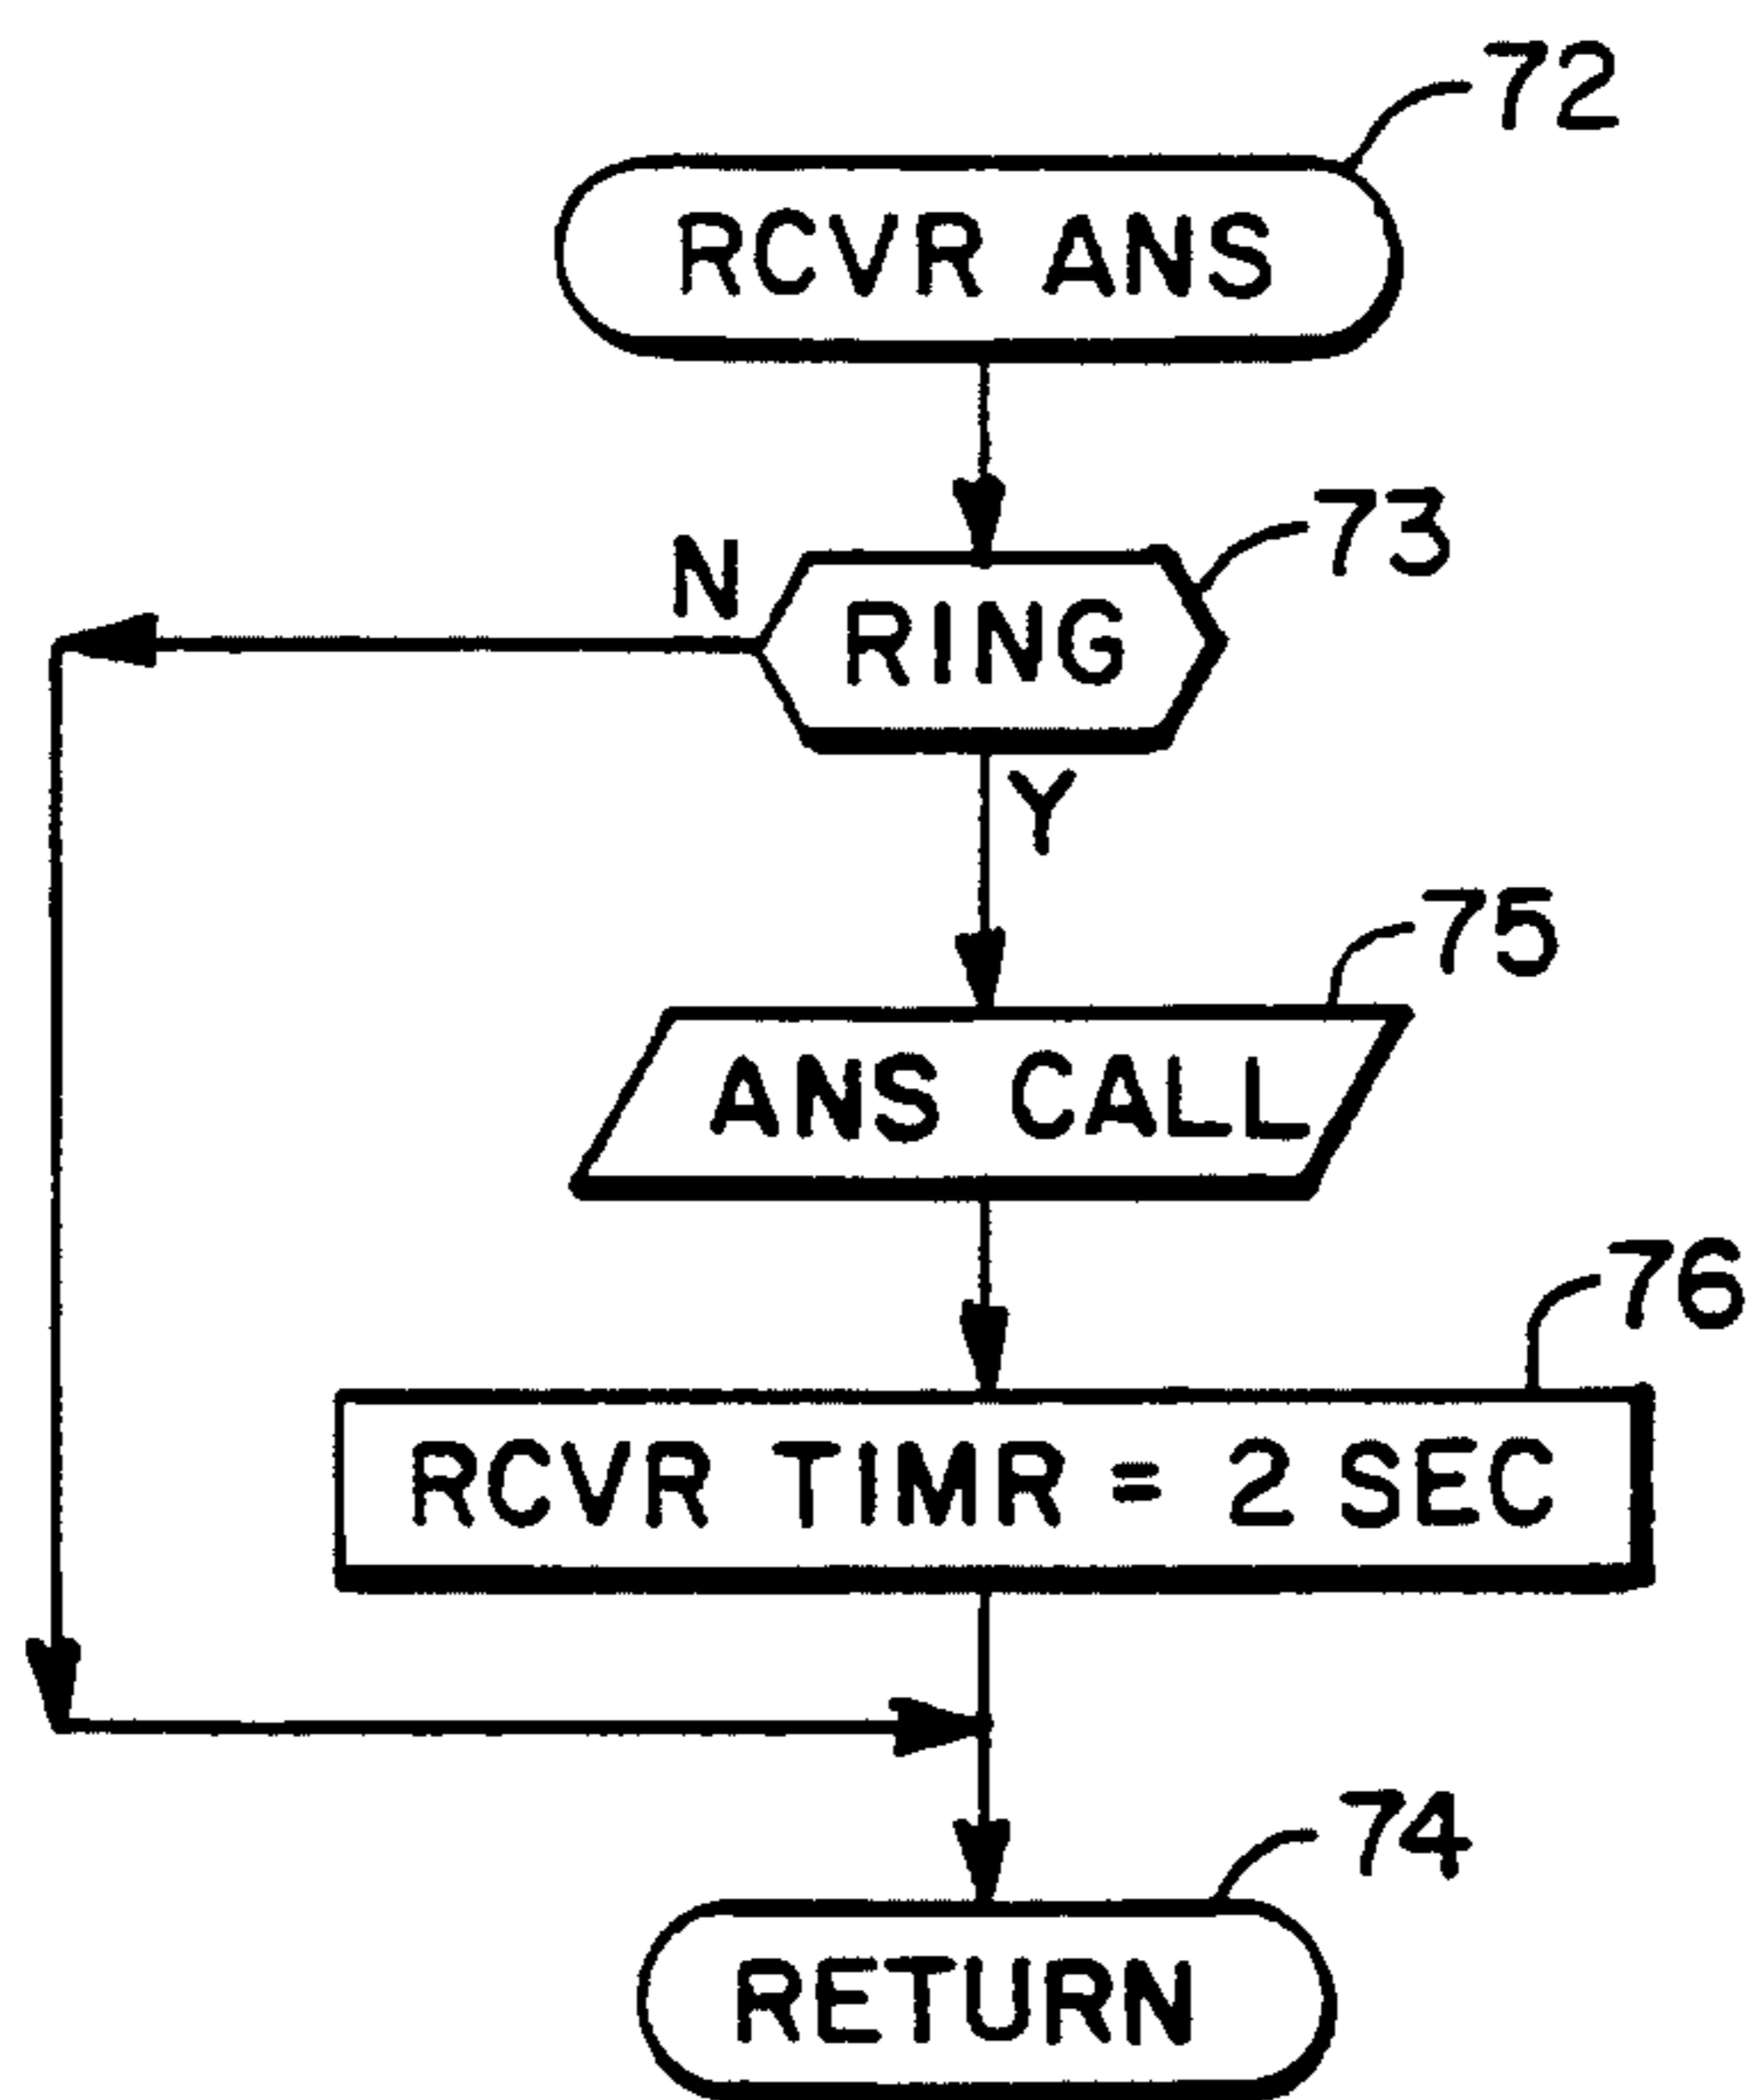 72
RCVR ANS
73
N
RING
Y
75
ANS CALL
76
RCVR TIMR = 2 SEC
74
RETURN